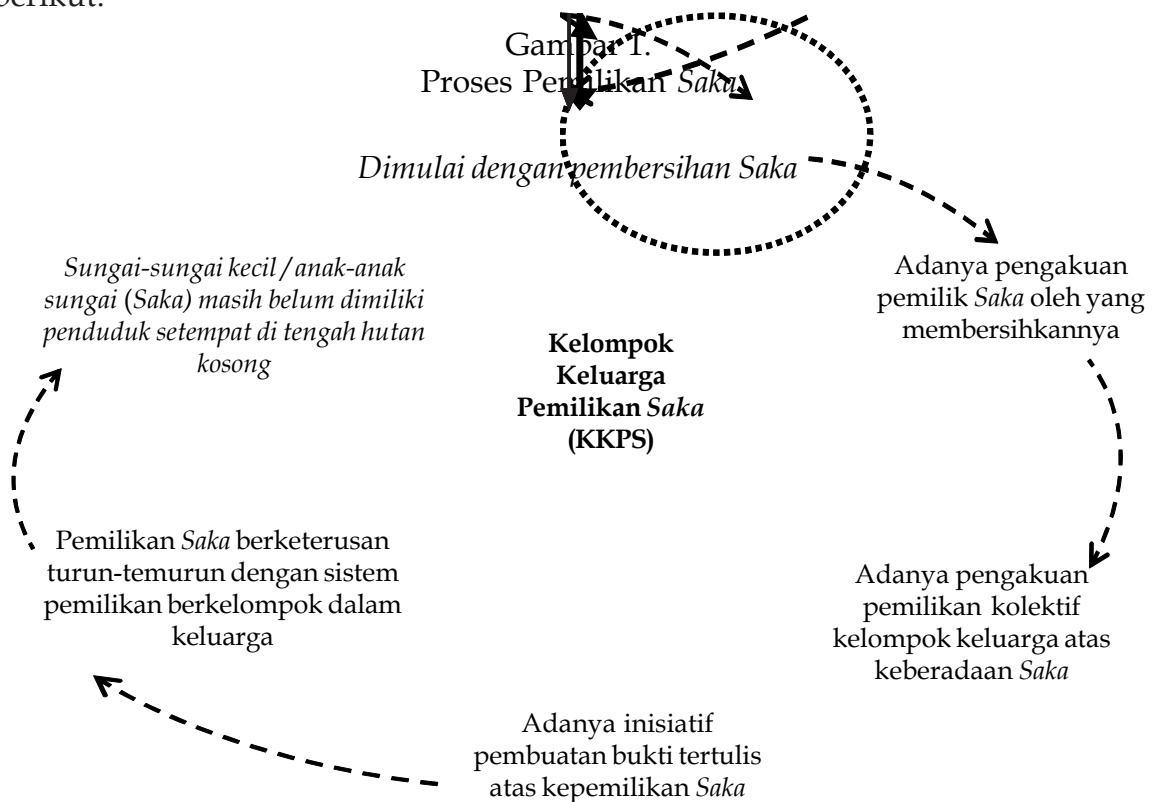 berikut:
Gambar 1.
Proses Pemilikan Saka
Dimulai dengan pembersihan Saka
Adanya pengakuan
pemilik Saka oleh yang
membersihkannya
Sungai-sungai kecil / anak-anak
sungai (Saka) masih belum dimiliki
penduduk setempat di tengah hutan
kosong
Kelompok
Keluarga
Pemilikan Saka
(KKPS)
Pemilikan Saka berketerusan
turun-temurun dengan sistem
pemilikan berkelompok dalam
keluarga
Adanya pengakuan
pemilikan kolektif
kelompok keluarga atas
keberadaan Saka
Adanya inisiatif
pembuatan bukti tertulis
atas kepemilikan Saka